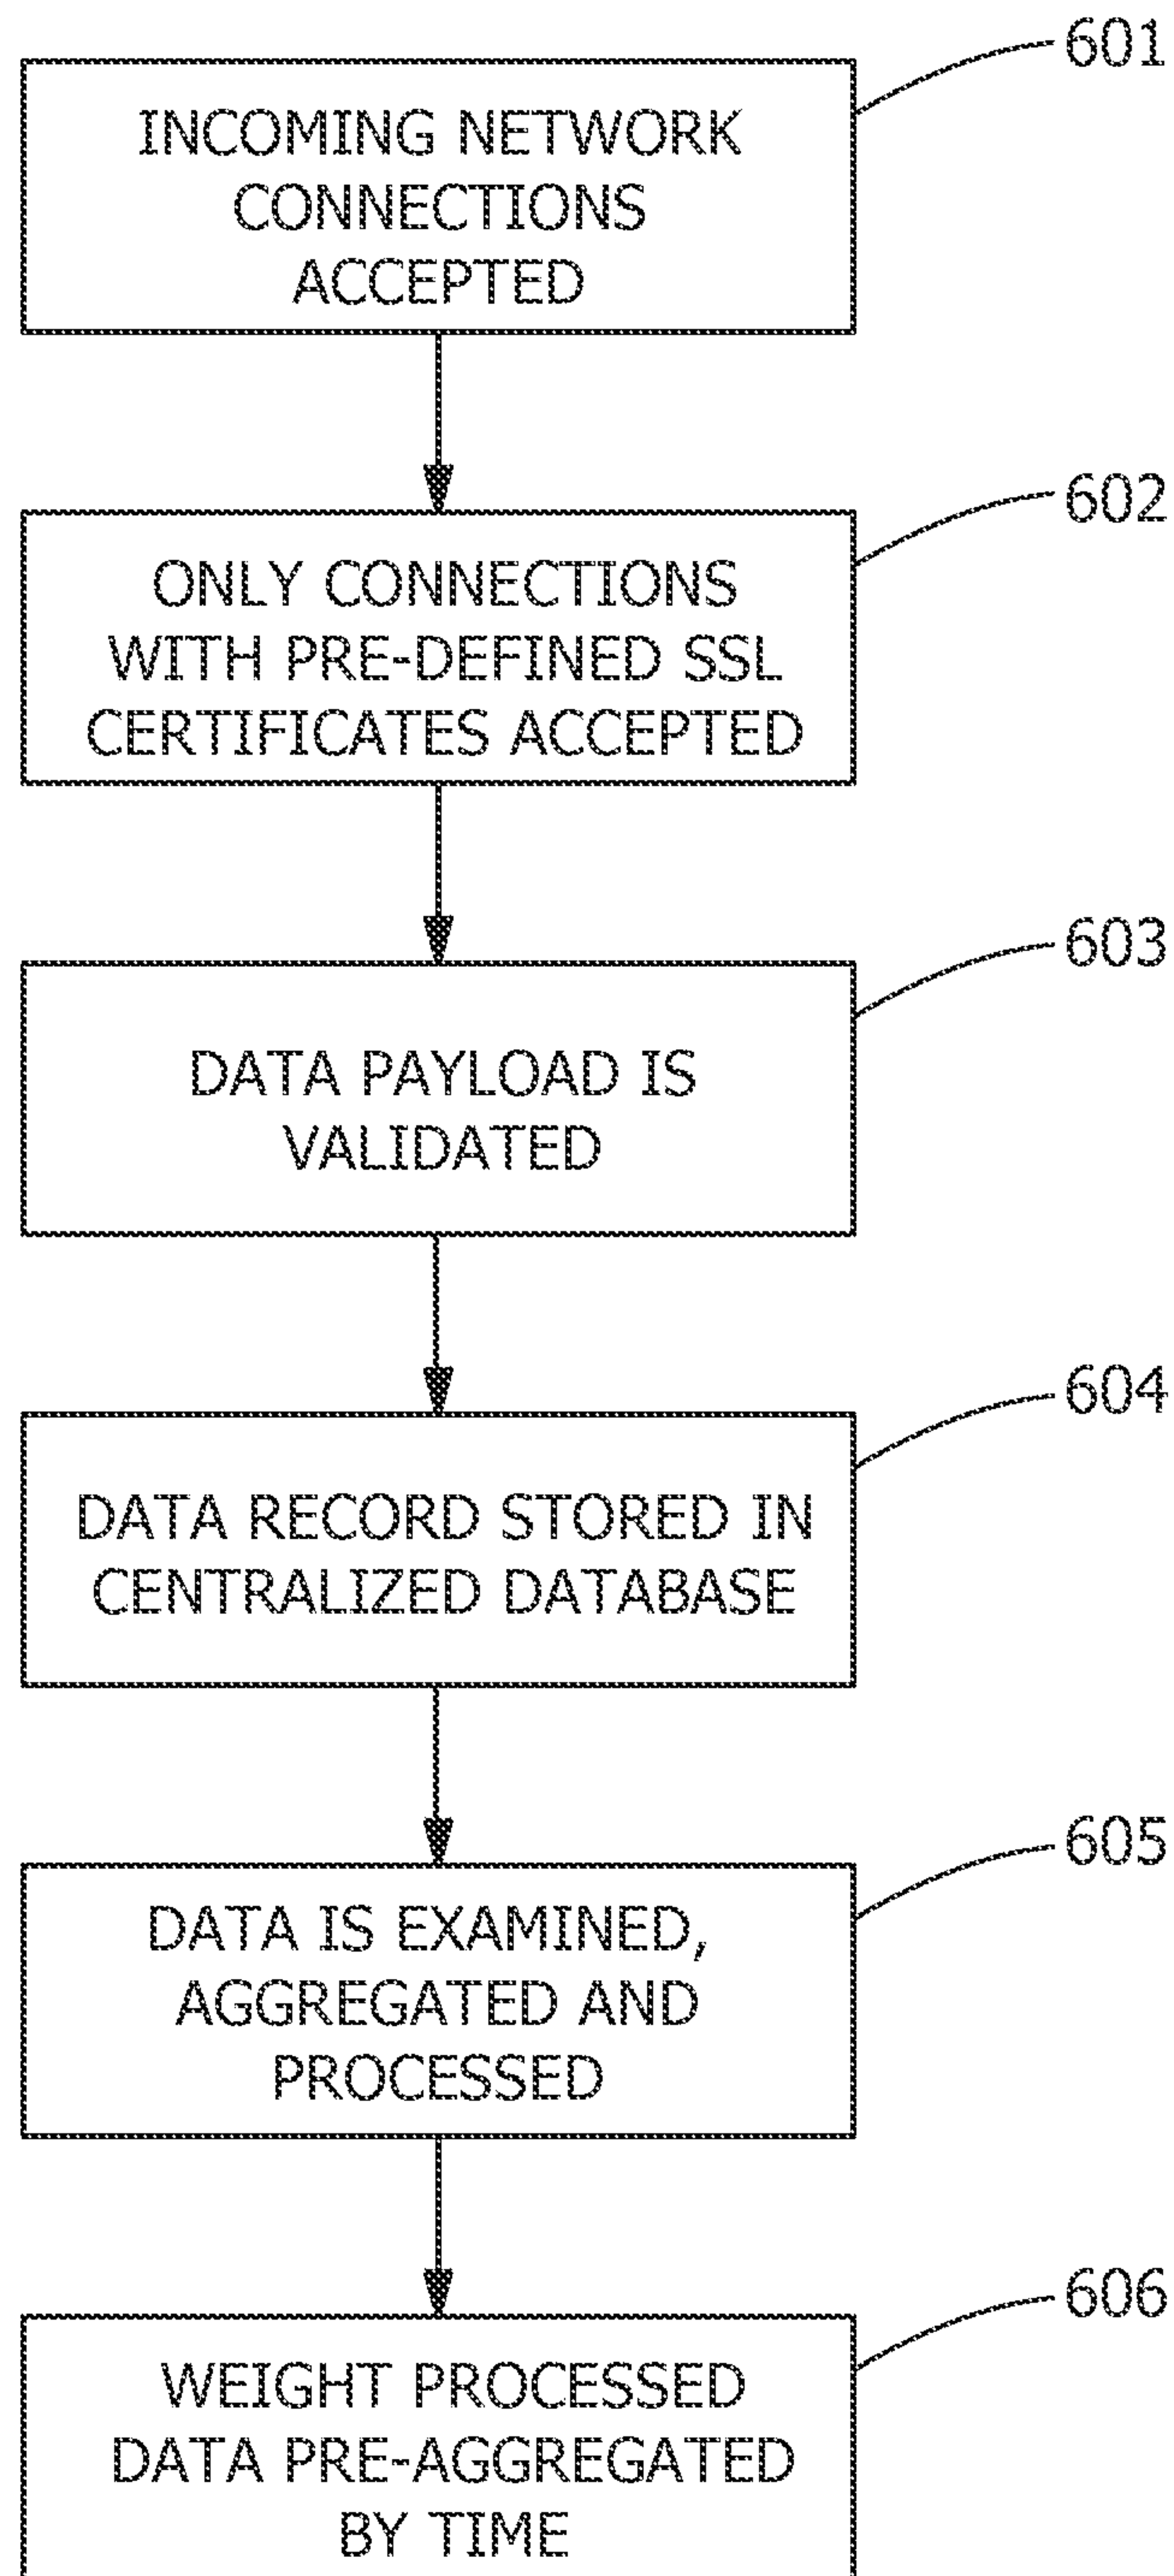 601
INCOMING NETWORK
CONNECTIONS
ACCEPTED
602
ONLY CONNECTIONS
WITH PRE-DEFINED SSL
CERTIFICATES ACCEPTED
603
DATA PAYLOAD IS
VALIDATED
604
DATA RECORD STORED IN
CENTRALIZED DATABASE
605
DATA IS EXAMINED,
AGGREGATED AND
PROCESSED
606
WEIGHT PROCESSED
DATA PRE-AGGREGATED
BY TIME